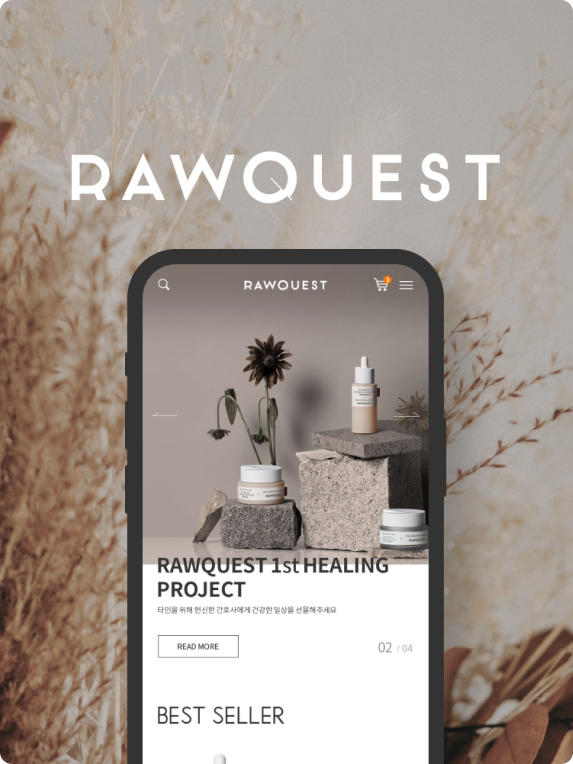 RAWQUEST
RAWQUEST
3
RAWQUEST 1st HEALING
PROJECT
타인을 위해 헌신한 간호사에게 건강한 일상을 선물해주세요
READ MORE
02 / 04
BEST SELLER